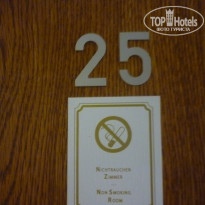 TOP Hotels
ФОТО ТУРИСТА
25
NICHTRAUCHER
ZIMMER
NON SMOKING
ROOM